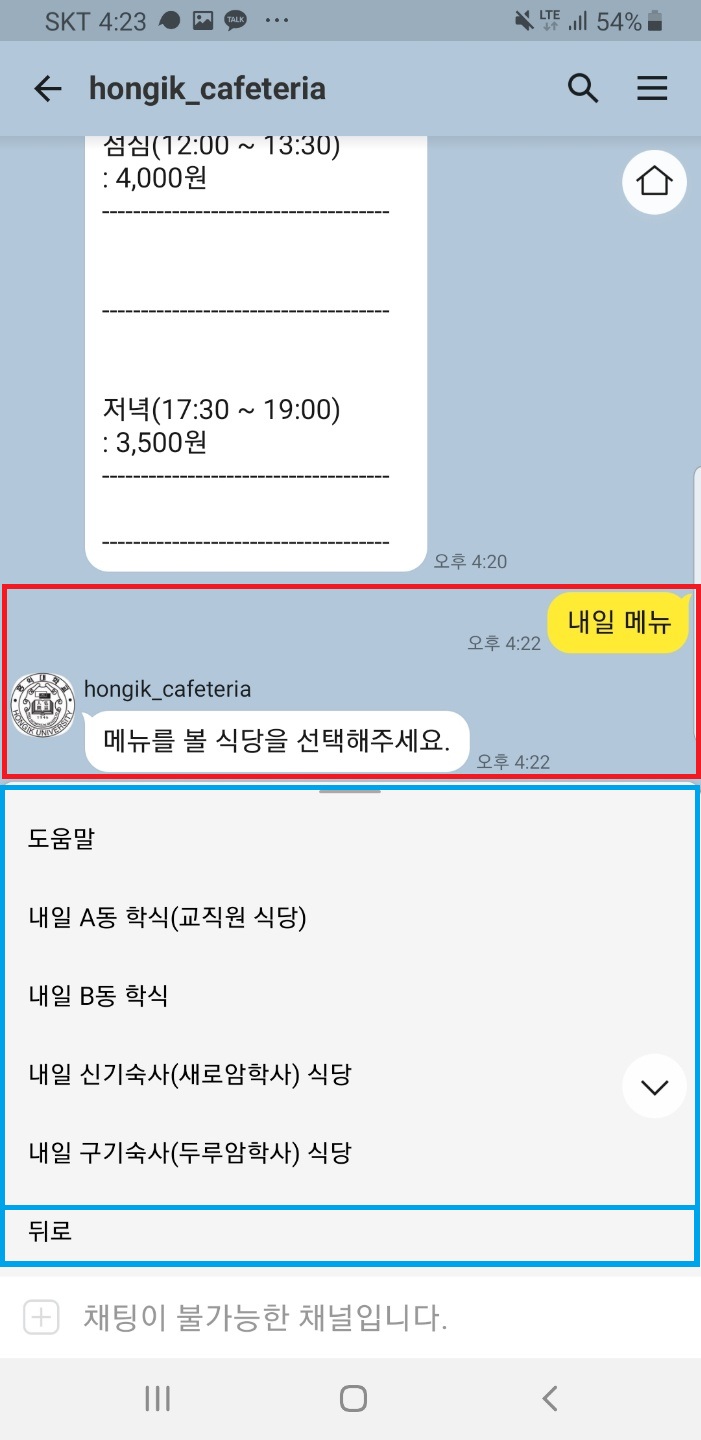 SKT 4:23 TALK ··· LTE 54%
hongik_cafeteria
점심(12:00 ~ 13:30)
: 4,000원
-------------------------------------
-------------------------------------
저녁(17:30 ~ 19:00)
: 3,500원
-------------------------------------
-------------------------------------
오후 4:20
내일 메뉴
오후 4:22
hongik_cafeteria
HONGIK UNIVERSITY
1946
메뉴를 볼 식당을 선택해주세요.
오후 4:22
도움말
내일 A동 학식(교직원 식당)
내일 B동 학식
내일 신기숙사(새로암학사) 식당
내일 구기숙사(두루암학사) 식당
뒤로
채팅이 불가능한 채널입니다.